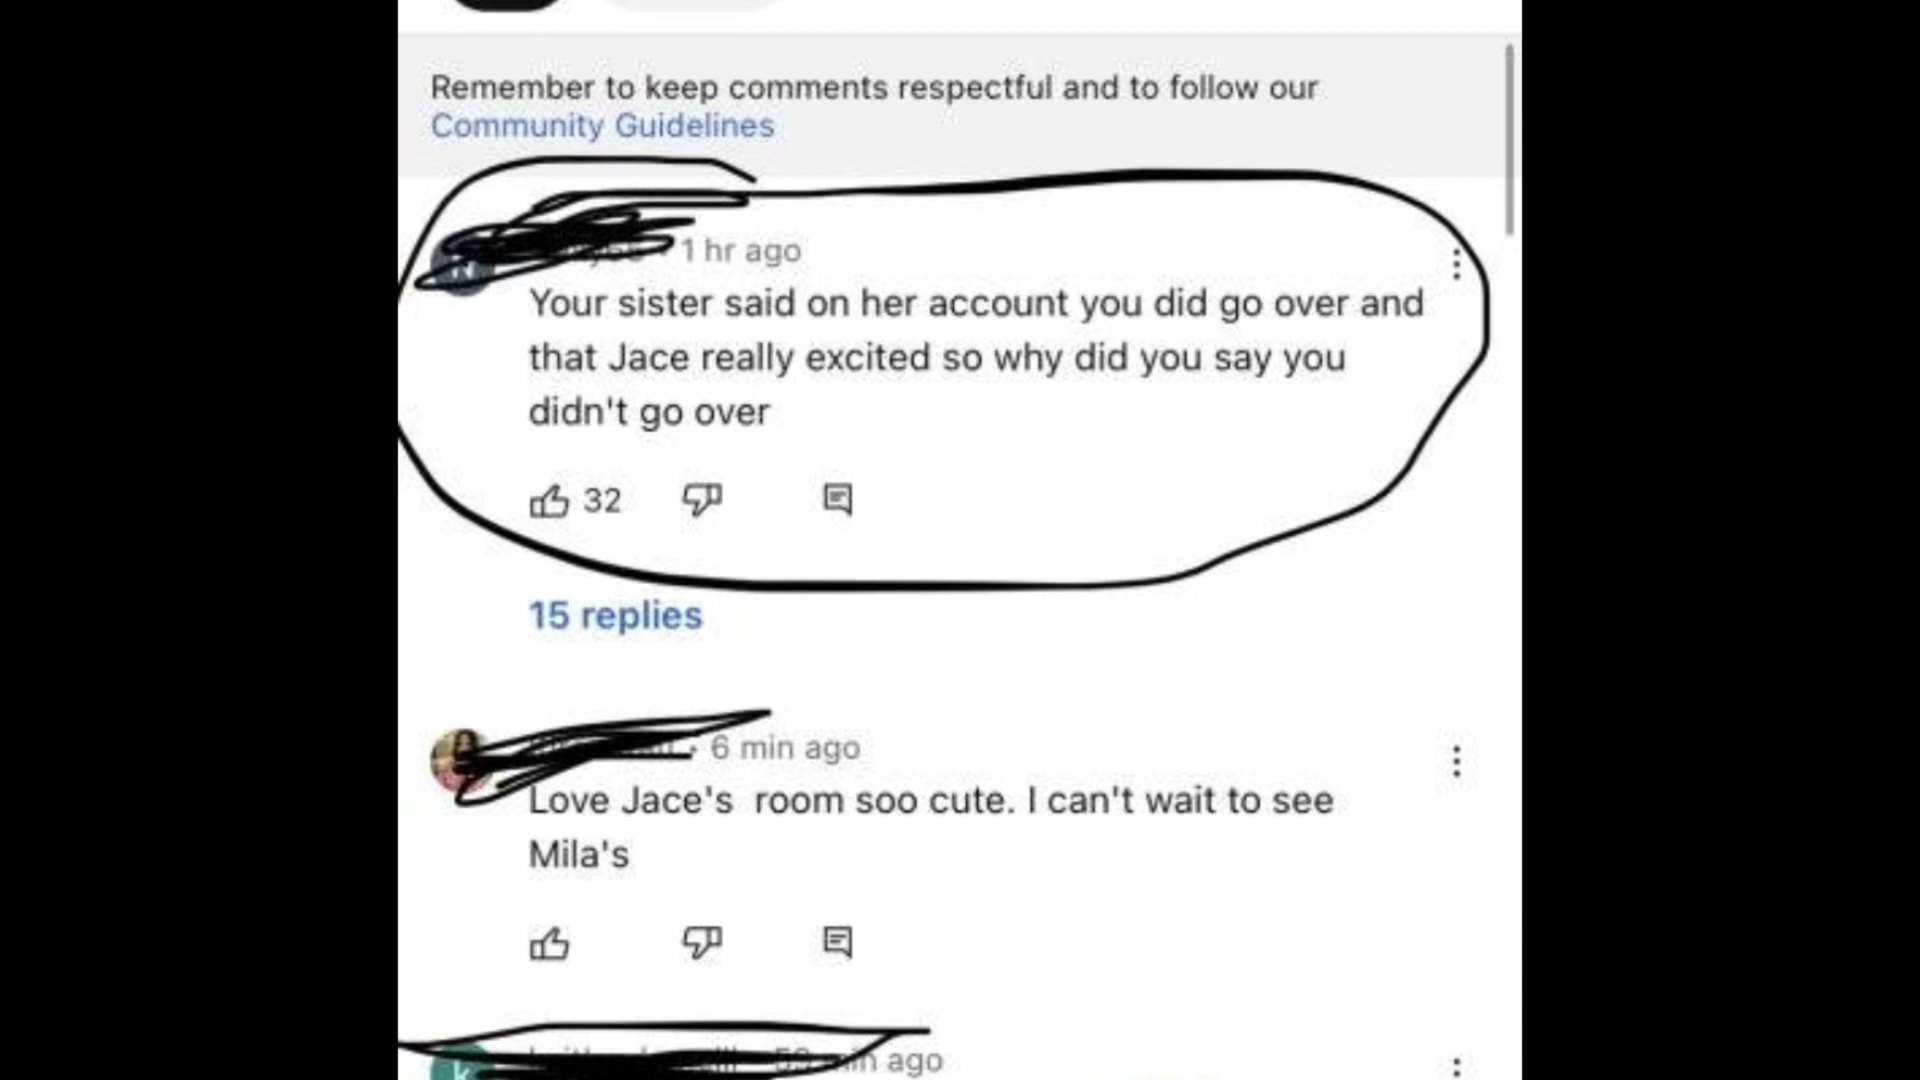 Remember to keep comments respectful and to follow our
Community Guidelines
1 hr ago
Your sister said on her account you did go over and
that Jace really excited so why did you say you
didn't go over
32
15 replies
6 min ago
Love Jace's room soo cute. I can't wait to see
Mila's
ago